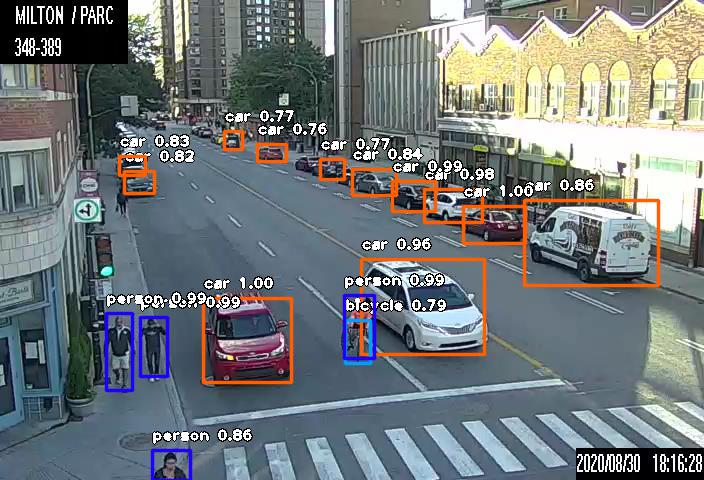 MILTON / PARC
348-389
car 0.77
car 0.76
car 0.83
car 0.82
car 0.77
car 0.84
car 0.99
car 0.98
car 1.00
car 0.86
car 0.96
car 1.00
person 0.99
bicycle 0.79
person 0.99
0.99
person 0.86
2020/08/30 18:16:28